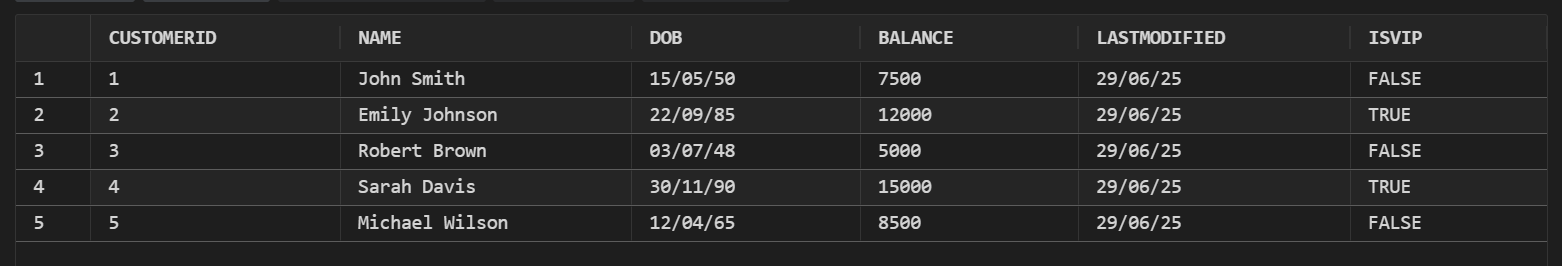 CUSTOMERID NAME DOB BALANCE LASTMODIFIED ISVIP
1 1 John Smith 15/05/50 7500 29/06/25 FALSE
2 2 Emily Johnson 22/09/85 12000 29/06/25 TRUE
3 3 Robert Brown 03/07/48 5000 29/06/25 FALSE
4 4 Sarah Davis 30/11/90 15000 29/06/25 TRUE
5 5 Michael Wilson 12/04/65 8500 29/06/25 FALSE